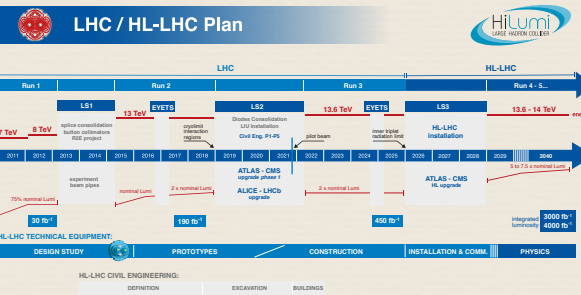 LHC / HL-LHC Plan
HiLumi
LARGE HADRON COLLIDER
LHC
HL-LHC
Run 1
Run 2
Run 3
Run 4 - 5...
LS1
EYETS
LS2
EYETS
LS3
7 TeV
8 TeV
13 TeV
13.6 TeV
13.6 - 14 TeV
splice consolidation
button collimators
R2E project
cryolimit
interaction
regions
Diodes Consolidation
LIU Installation
Civil Eng. P1-P5
pilot beam
inner triplet
radiation limit
HL-LHC
installation
2011 2012 2013 2014 2015 2016 2017 2018 2019 2020 2021 2022 2023 2024 2025 2026 2027 2028 2029 2040
75% nominal Lumi
experiment
beam pipes
nominal Lumi
2 x nominal Lumi
ATLAS - CMS
upgrade phase 1
ALICE - LHCb
upgrade
2 x nominal Lumi
ATLAS - CMS
HL upgrade
5 to 7.5 x nominal Lumi
30 fb⁻¹
190 fb⁻¹
450 fb⁻¹
integrated
luminosity
3000 fb⁻¹
4000 fb⁻¹
HL-LHC TECHNICAL EQUIPMENT:
DESIGN STUDY
PROTOTYPES
CONSTRUCTION
INSTALLATION & COMM.
PHYSICS
HL-LHC CIVIL ENGINEERING:
DEFINITION
EXCAVATION
BUILDINGS